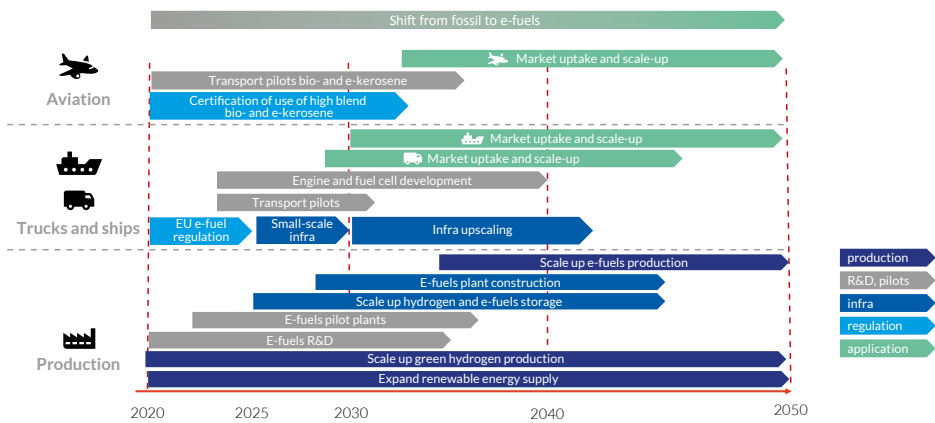 Shift from fossil to e-fuels
Market uptake and scale-up
Transport pilots bio- and e-kerosene
Aviation
Certification of use of high blend
bio- and e-kerosene
Market uptake and scale-up
Market uptake and scale-up
Engine and fuel cell development
Transport pilots
Trucks and ships
EU e-fuel
regulation
Small-scale
infra
Infra upscaling
Scale up e-fuels production
E-fuels plant construction
Scale up hydrogen and e-fuels storage
E-fuels pilot plants
E-fuels R&D
Production
Scale up green hydrogen production
Expand renewable energy supply
production
R&D, pilots
infra
regulation
application
2020 2025 2030 2040 2050